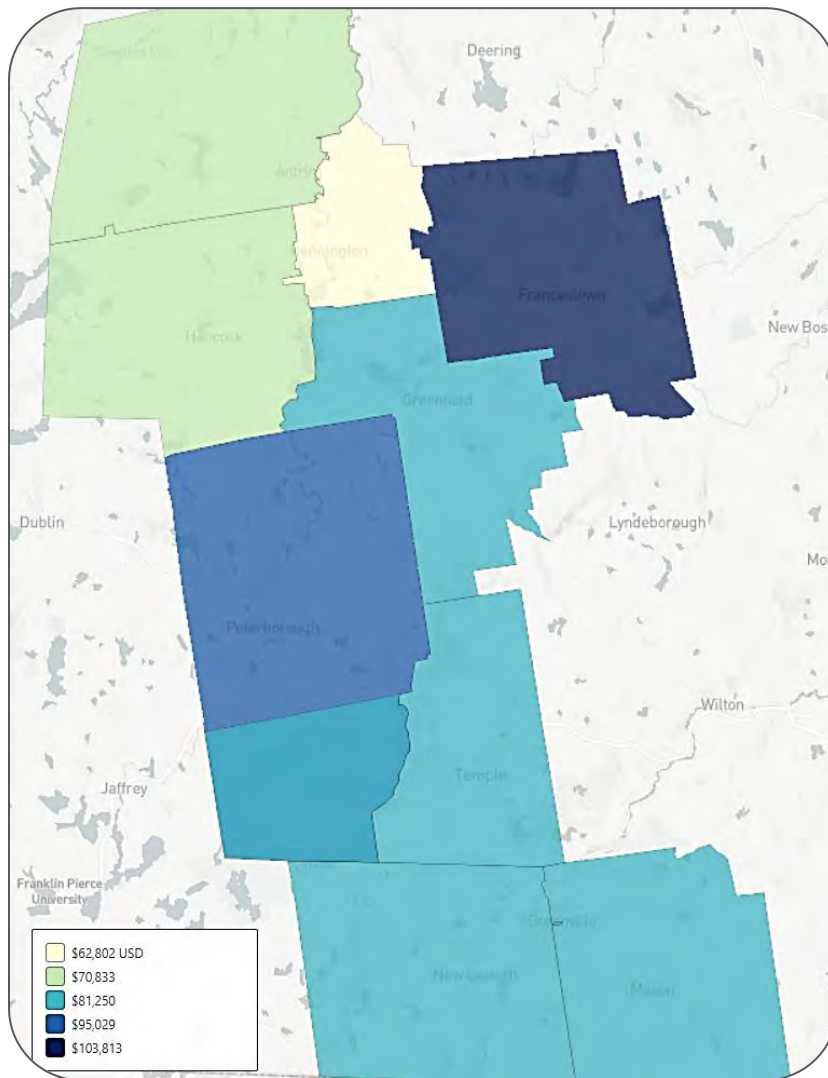 Deering
Antrim
Bennington
Francestown
New Bos
Hancock
Greenfield
Dublin
Lyndeborough
Mo
Peterborough
Wilton
Temple
Jaffrey
Franklin Pierce
University
Greenville
New Ipswich
Mason
$62,802 USD
$70,833
$81,250
$95,029
$103,813